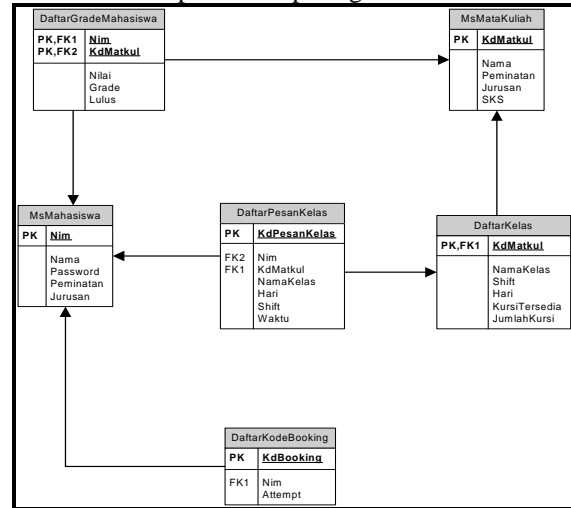 DaftarGradeMahasiswa
PK,FK1 Nim
PK,FK2 KdMatkul
Nilai
Grade
Lulus
MsMataKuliah
PK KdMatkul
Nama
Peminatan
Jurusan
SKS
MsMahasiswa
PK Nim
Nama
Password
Peminatan
Jurusan
DaftarPesanKelas
PK KdPesanKelas
FK2 Nim
FK1 KdMatkul
NamaKelas
Hari
Shift
Waktu
DaftarKelas
PK,FK1 KdMatkul
NamaKelas
Shift
Hari
KursiTersedia
JumlahKursi
DaftarKodeBooking
PK KdBooking
FK1 Nim
Attempt